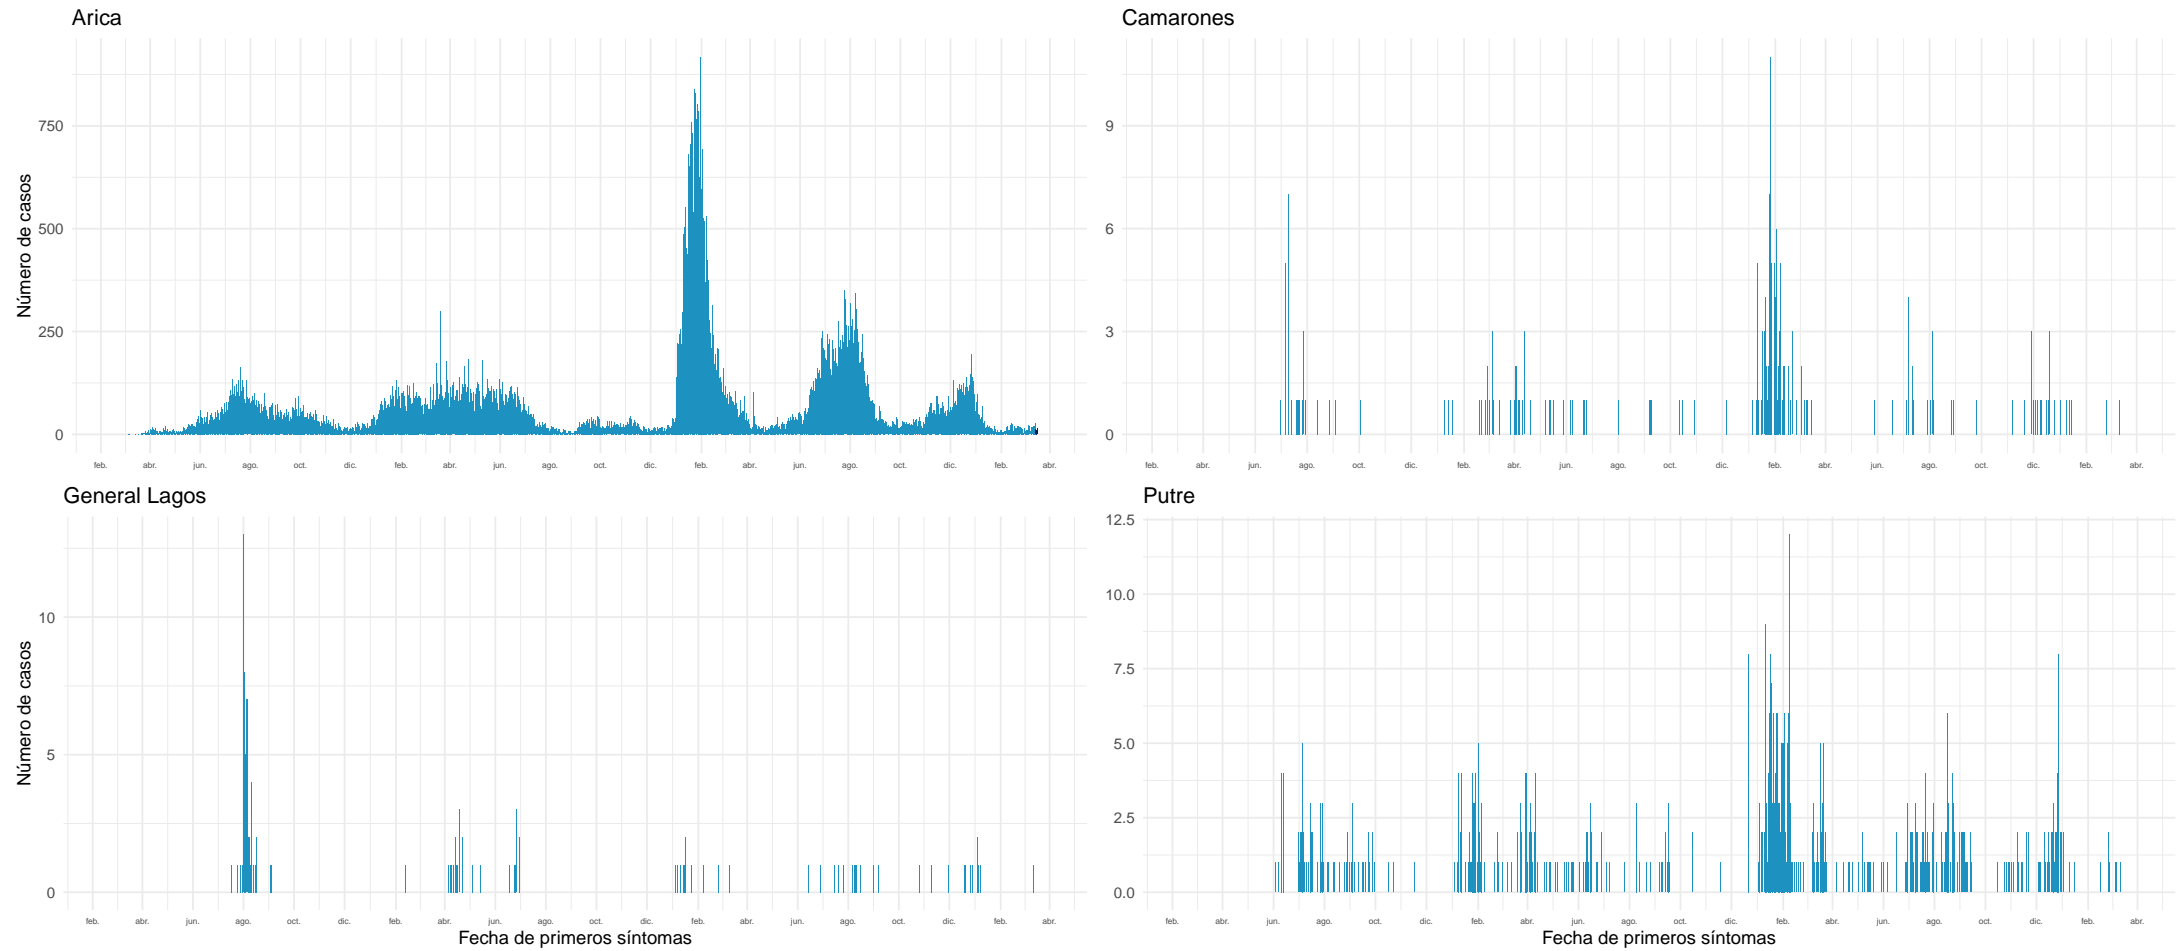 Arica
Número de casos
750
500
250
0
feb. abr. jun. ago. oct. dic. feb. abr. jun. ago. oct. dic. feb. abr. jun. ago. oct. dic. feb. abr.
Camarones
9
6
3
0
feb. abr. jun. ago. oct. dic. feb. abr. jun. ago. oct. dic. feb. abr. jun. ago. oct. dic. feb. abr.
General Lagos
Número de casos
10
5
0
feb. abr. jun. ago. oct. dic. feb. abr. jun. ago. oct. dic. feb. abr. jun. ago. oct. dic. feb. abr.
Fecha de primeros síntomas
Putre
12.5
10.0
7.5
5.0
2.5
0.0
feb. abr. jun. ago. oct. dic. feb. abr. jun. ago. oct. dic. feb. abr. jun. ago. oct. dic. feb. abr.
Fecha de primeros síntomas